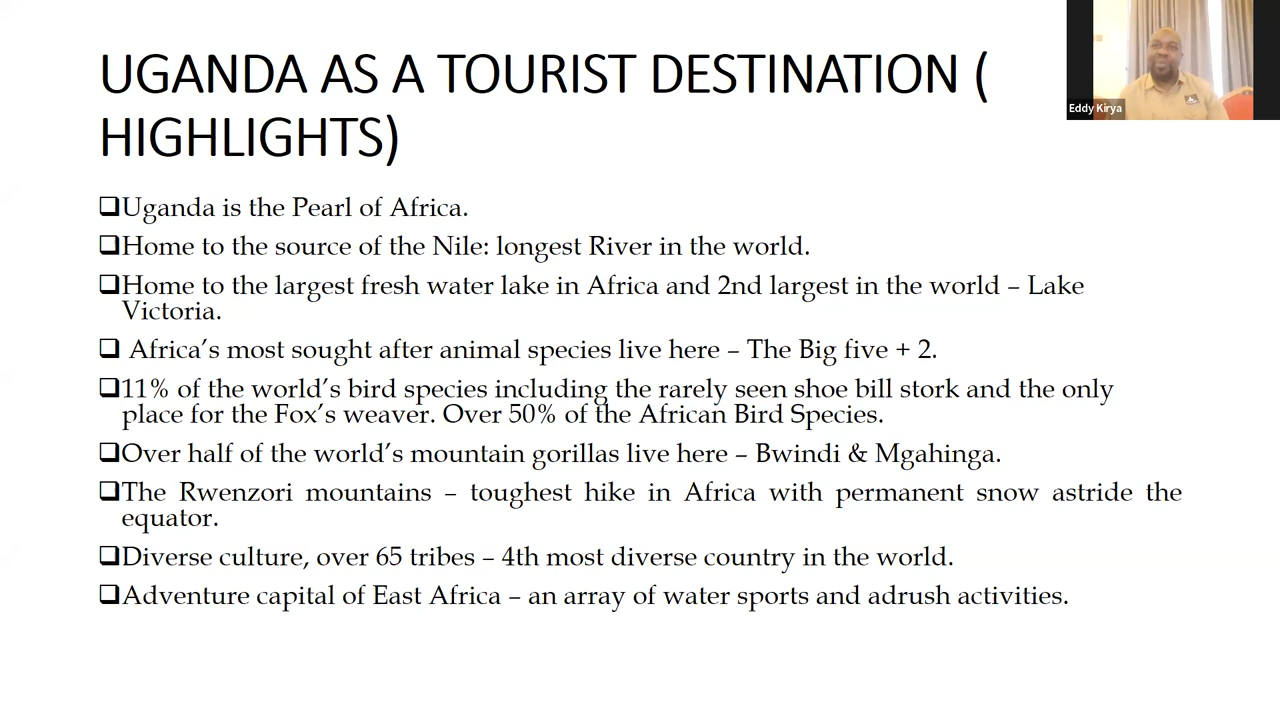 UGANDA AS A TOURIST DESTINATION (
HIGHLIGHTS)
Eddy Kirya
❑Uganda is the Pearl of Africa.
❑Home to the source of the Nile: longest River in the world.
❑Home to the largest fresh water lake in Africa and 2nd largest in the world – Lake
Victoria.
❑ Africa’s most sought after animal species live here – The Big five + 2.
❑11% of the world’s bird species including the rarely seen shoe bill stork and the only
place for the Fox’s weaver. Over 50% of the African Bird Species.
❑Over half of the world’s mountain gorillas live here – Bwindi & Mgahinga.
❑The Rwenzori mountains – toughest hike in Africa with permanent snow astride the
equator.
❑Diverse culture, over 65 tribes – 4th most diverse country in the world.
❑Adventure capital of East Africa – an array of water sports and adrush activities.